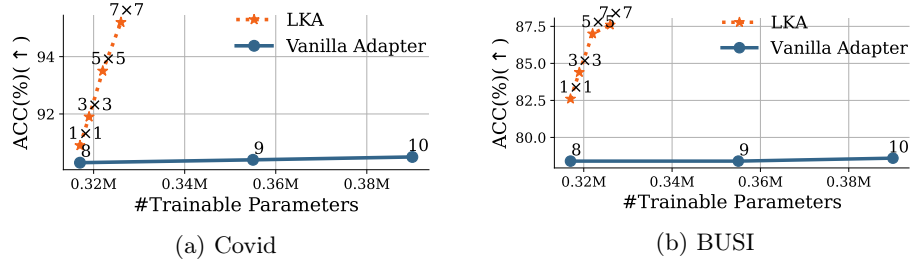 7×7
5×5
3×3
1×1
8
9
10
LKA
Vanilla Adapter
94
92
ACC(%)(↑)
0.32M 0.34M 0.36M 0.38M
#Trainable Parameters
(a) Covid
7×7
5×5
3×3
1×1
8
9
10
LKA
Vanilla Adapter
87.5
85.0
82.5
80.0
ACC(%)(↑)
0.32M 0.34M 0.36M 0.38M
#Trainable Parameters
(b) BUSI